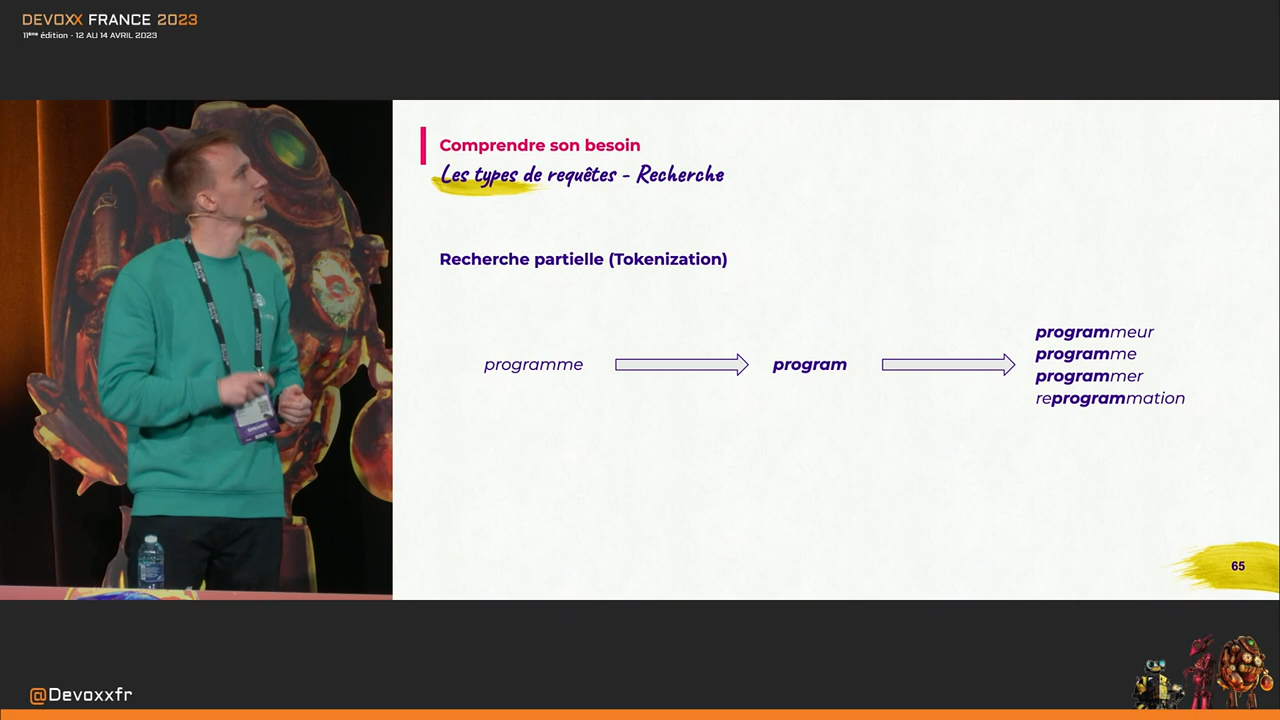 DEVOXX FRANCE 2023
11ème édition - 12 AU 14 AVRIL 2023
Comprendre son besoin
Les types de requêtes - Recherche
Recherche partielle (Tokenization)
programme
program
programmeur
programme
programmer
reprogrammation
65
@Devoxxfr